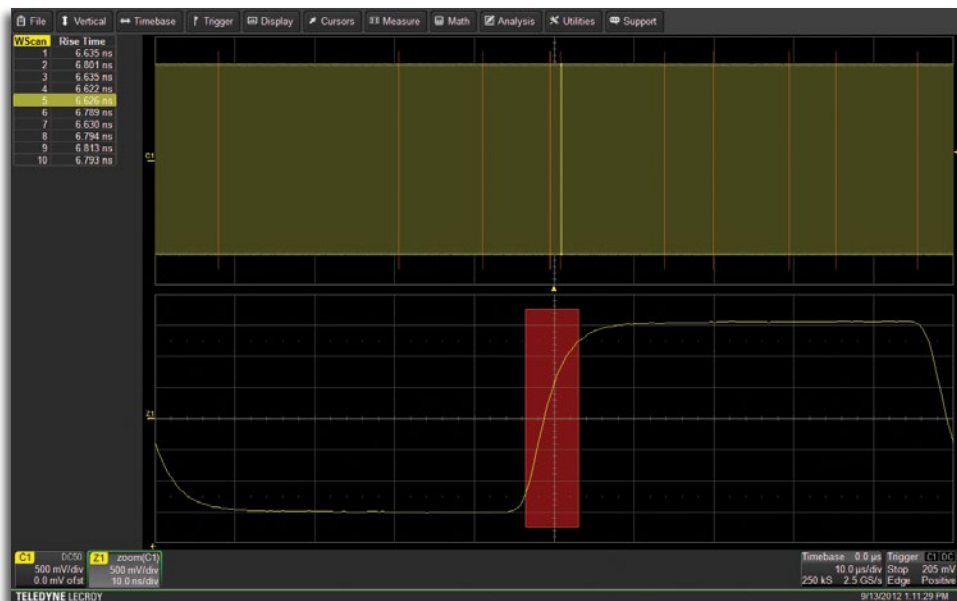 File Vertical Timebase Trigger Display Cursors Measure Math Analysis Utilities Support
WScan Rise Time
1 6.635 ns
2 6.801 ns
3 6.635 ns
4 6.622 ns
5 6.626 ns
6 6.789 ns
7 6.630 ns
8 6.794 ns
9 6.813 ns
10 6.793 ns
C1
Z1
C1 DC50 Z1 zoom(C1)
500 mV/div 500 mV/div
0.0 mV ofst 10.0 ns/div
Timebase 0.0 µs Trigger C1 DC
10.0 µs/div Stop 205 mV
250 kS 2.5 GS/s Edge Positive
TELEDYNE LECROY 9/13/2012 1:11:29 PM